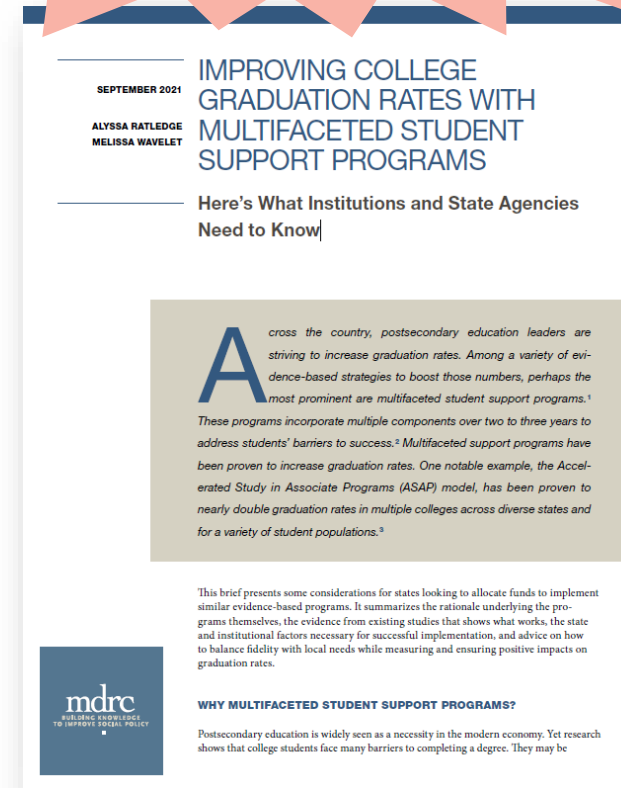 SEPTEMBER 2021
ALYSSA RATLEDGE
MELISSA WAVELET
IMPROVING COLLEGE
GRADUATION RATES WITH
MULTIFACETED STUDENT
SUPPORT PROGRAMS
Here's What Institutions and State Agencies
Need to Know
Across the country, postsecondary education leaders are
striving to increase graduation rates. Among a variety of evi-
dence-based strategies to boost those numbers, perhaps the
most prominent are multifaceted student support programs.¹
These programs incorporate multiple components over two to three years to
address students' barriers to success.² Multifaceted support programs have
been proven to increase graduation rates. One notable example, the Accel-
erated Study in Associate Programs (ASAP) model, has been proven to
nearly double graduation rates in multiple colleges across diverse states and
for a variety of student populations.³
This brief presents some considerations for states looking to allocate funds to implement
similar evidence-based programs. It summarizes the rationale underlying the pro-
grams themselves, the evidence from existing studies that shows what works, the state
and institutional factors necessary for successful implementation, and advice on how
to balance fidelity with local needs while measuring and ensuring positive impacts on
graduation rates.
mdrc
BUILDING KNOWLEDGE
TO IMPROVE SOCIAL POLICY
WHY MULTIFACETED STUDENT SUPPORT PROGRAMS?
Postsecondary education is widely seen as a necessity in the modern economy. Yet research
shows that college students face many barriers to completing a degree. They may be